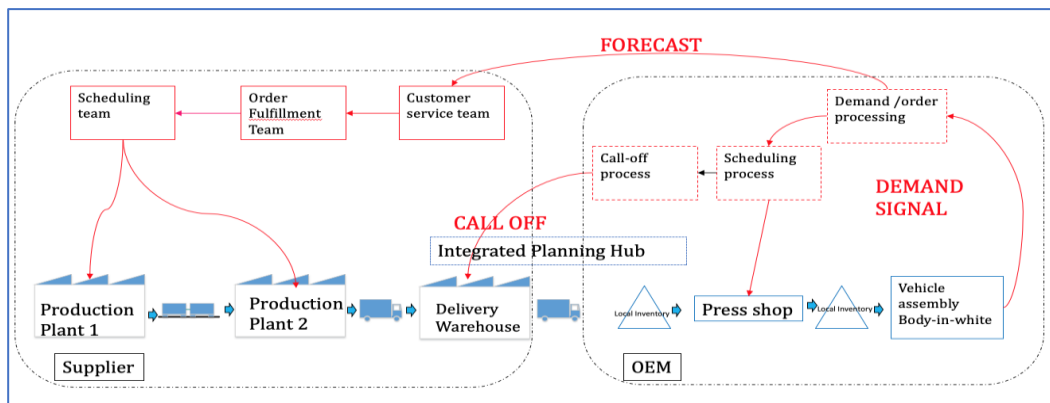 FORECAST
Scheduling
team
Order
Fulfillment
Team
Customer
service team
Demand /order
processing
Call-off
process
Scheduling
process
CALL OFF
DEMAND
SIGNAL
Integrated Planning Hub
Production
Plant 1
Production
Plant 2
Delivery
Warehouse
Local Inventory
Press shop
Local Inventory
Vehicle
assembly
Body-in-white
Supplier
OEM